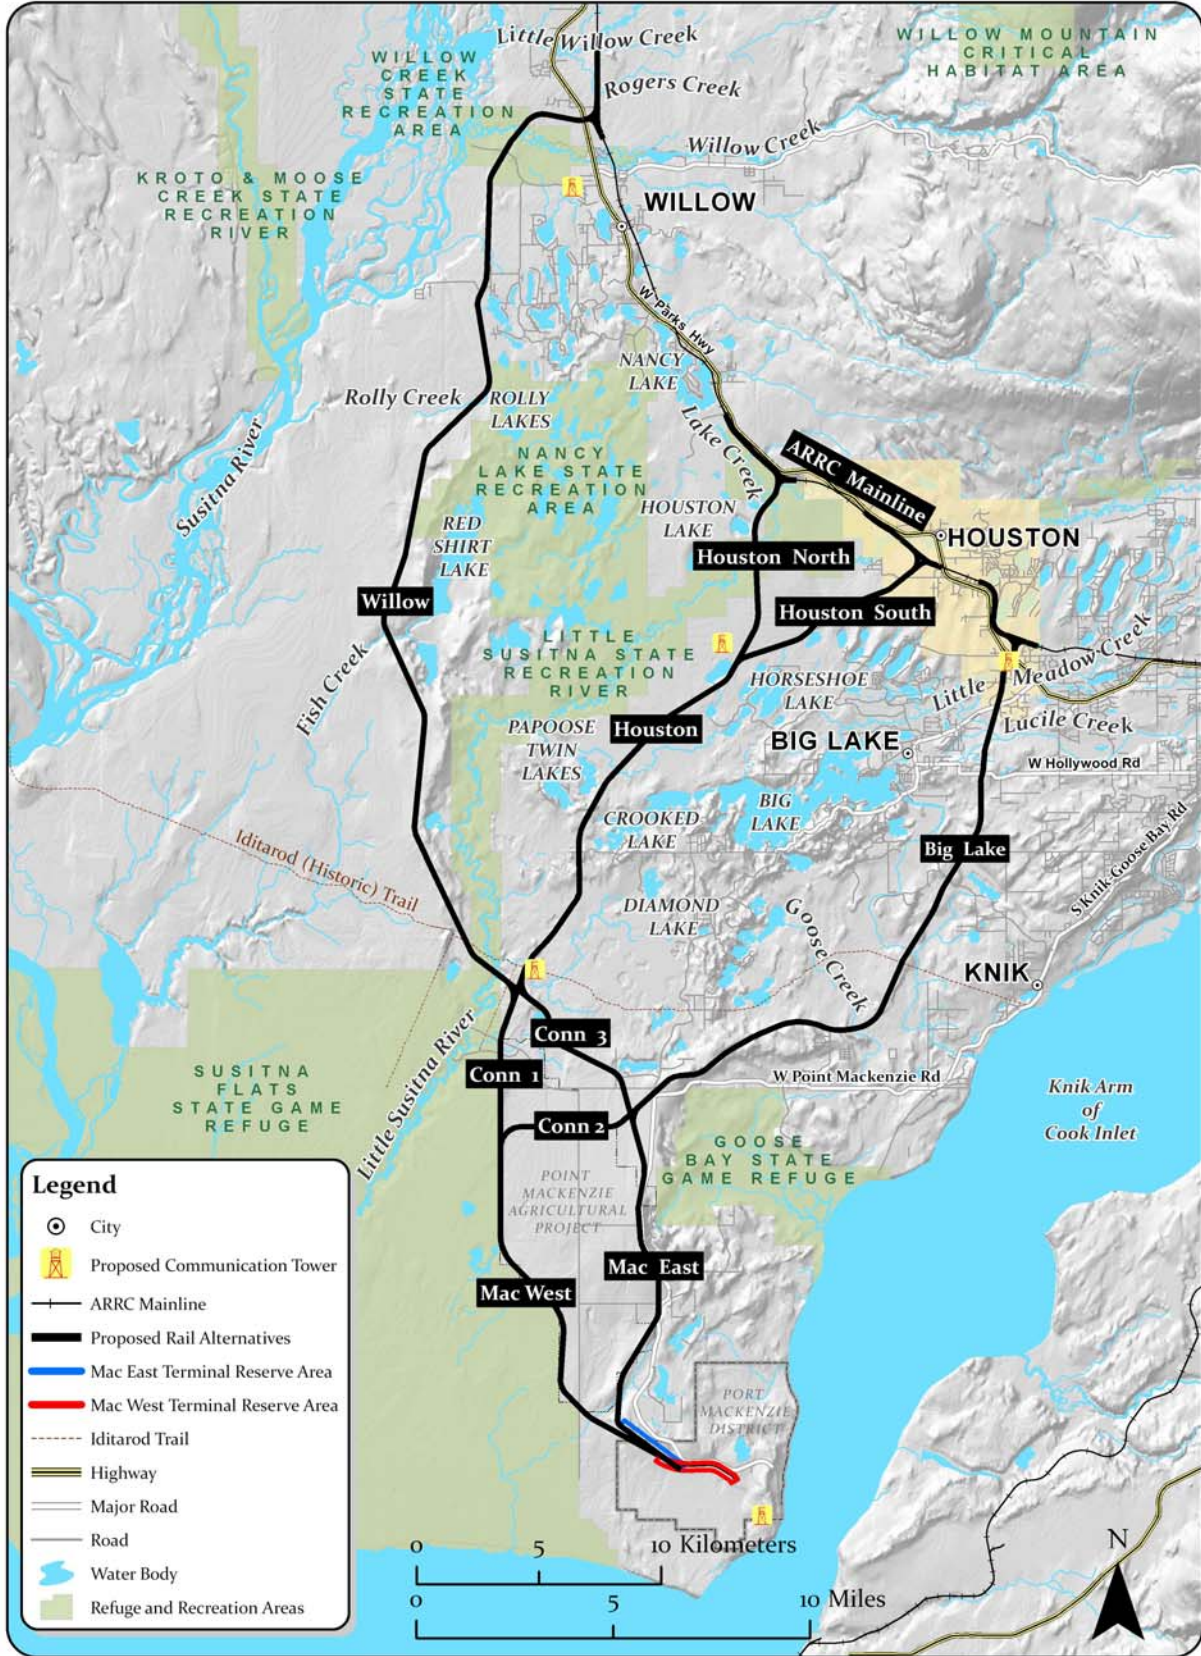 Little Willow Creek
WILLOW MOUNTAIN
CRITICAL
HABITAT AREA
WILLOW
CREEK
STATE
RECREATION
AREA
Rogers Creek
Willow Creek
KROTO & MOOSE
CREEK STATE
RECREATION
RIVER
WILLOW
W Parks Hwy
NANCY
LAKE
Rolly Creek
ROLLY
LAKES
Lake Creek
Susitna River
NANCY
LAKE STATE
RECREATION
AREA
ARRC Mainline
HOUSTON
LAKE
RED
SHIRT
LAKE
HOUSTON
Houston North
Willow
Houston South
LITTLE
SUSITNA STATE
RECREATION
RIVER
Fish Creek
HORSESHOE
LAKE
Little Meadow Creek
Lucile Creek
PAPOOSE
TWIN
LAKES
Houston
BIG LAKE
W Hollywood Rd
CROOKED
LAKE
BIG
LAKE
Big Lake
S Knik-Goose Bay Rd
Iditarod (Historic) Trail
DIAMOND
LAKE
Goose Creek
KNIK
Little Susitna River
Conn 3
Conn 1
W Point Mackenzie Rd
SUSITNA
FLATS
STATE GAME
REFUGE
Knik Arm
of
Cook Inlet
Conn 2
GOOSE
BAY STATE
GAME REFUGE
POINT
MACKENZIE
AGRICULTURAL
PROJECT
Mac East
Mac West
PORT
MACKENZIE
DISTRICT
Legend
City
Proposed Communication Tower
ARRC Mainline
Proposed Rail Alternatives
Mac East Terminal Reserve Area
Mac West Terminal Reserve Area
Iditarod Trail
Highway
Major Road
Road
Water Body
Refuge and Recreation Areas
0 5 10 Kilometers
0 5 10 Miles
N